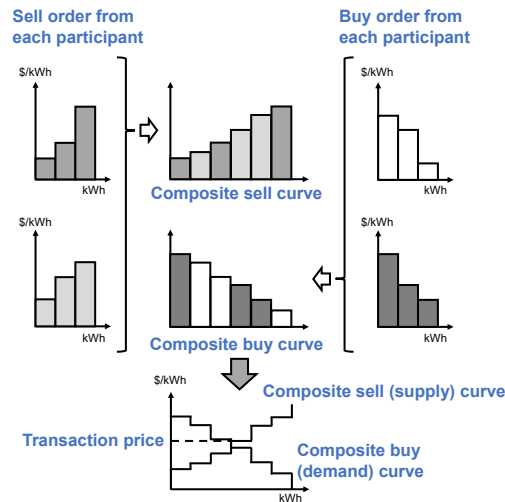 Sell order from
each participant
Buy order from
each participant
$/kWh
kWh
Composite sell curve
$/kWh
kWh
$/kWh
kWh
Composite buy curve
$/kWh
kWh
$/kWh
Composite sell (supply) curve
Transaction price
Composite buy
(demand) curve
kWh